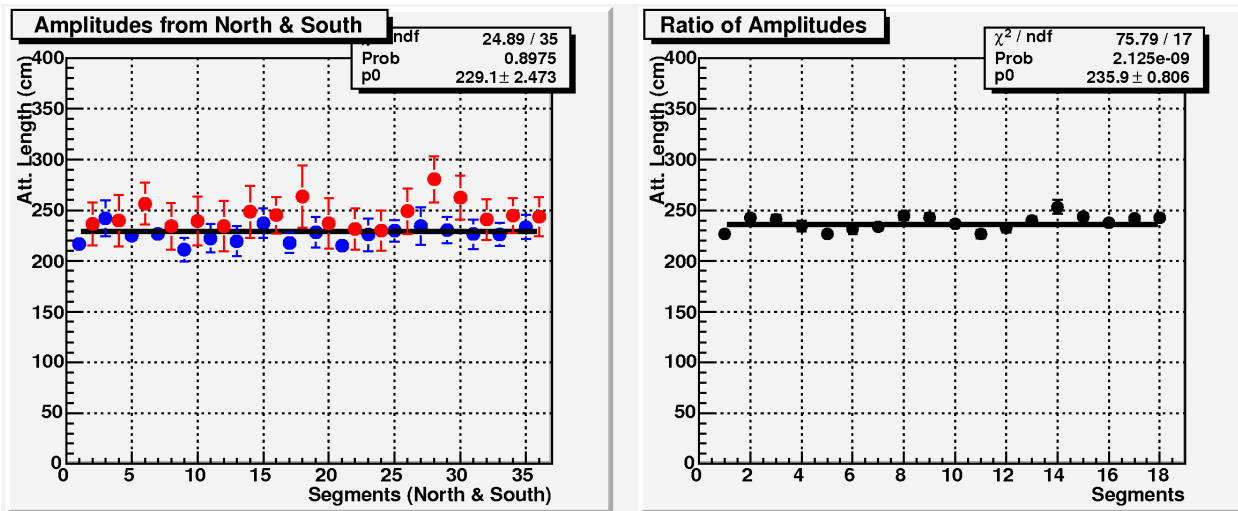 Amplitudes from North & South
ndf 24.89 / 35
Prob 0.8975
p0 229.1 ± 2.473
Att. Length (cm)
400
350
300
250
200
150
100
50
0
0 5 10 15 20 25 30 35
Segments (North & South)
Ratio of Amplitudes
χ² / ndf 75.79 / 17
Prob 2.125e-09
p0 235.9 ± 0.806
Att. Length (cm)
400
350
300
250
200
150
100
50
0
0 2 4 6 8 10 12 14 16 18
Segments